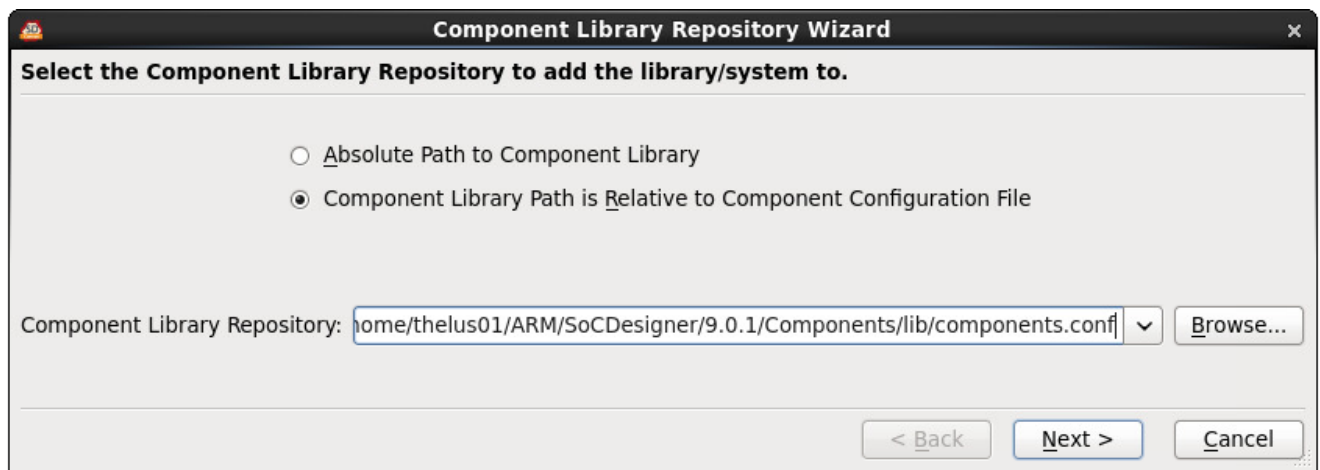 Component Library Repository Wizard
Select the Component Library Repository to add the library/system to.
Absolute Path to Component Library
Component Library Path is Relative to Component Configuration File
Component Library Repository: home/thelus01/ARM/SoCDesigner/9.0.1/Components/lib/components.conf Browse...
< Back Next > Cancel